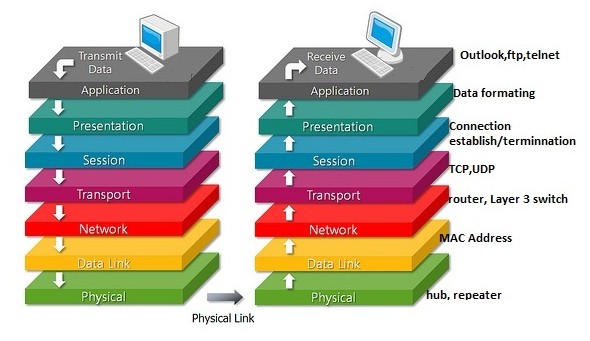 Transmit
Data
Application
Presentation
Session
Transport
Network
Data Link
Physical
Physical Link
Receive
Data
Application
Presentation
Session
Transport
Network
Data Link
Physical
Outlook,ftp,telnet
Data formating
Connection
establish/terminnation
TCP,UDP
router, Layer 3 switch
MAC Address
hub, repeater